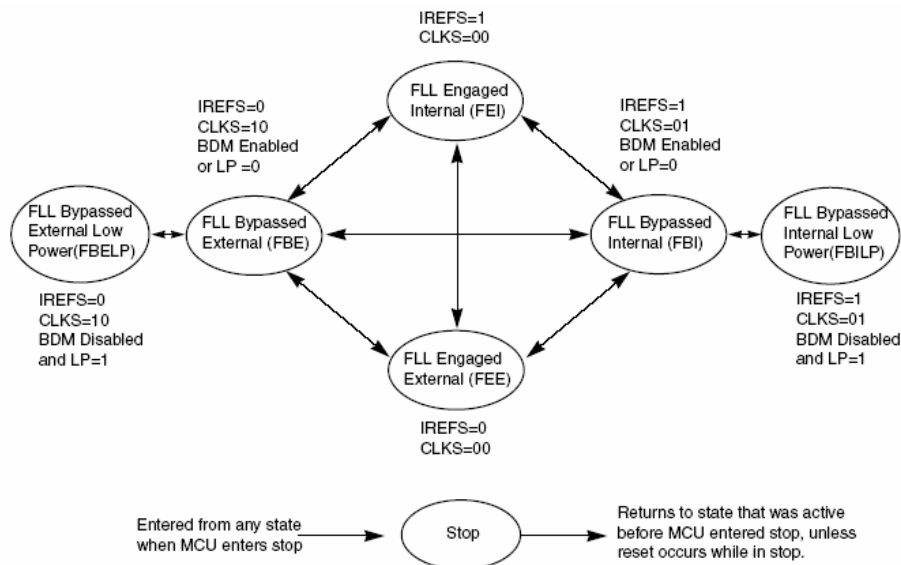 IREFS=1
CLKS=00
FLL Engaged
Internal (FEI)
IREFS=0
CLKS=10
BDM Enabled
or LP =0
IREFS=1
CLKS=01
BDM Enabled
or LP=0
FLL Bypassed
External Low
Power(FBELP)
FLL Bypassed
External (FBE)
FLL Bypassed
Internal (FBI)
FLL Bypassed
Internal Low
Power(FBILP)
IREFS=0
CLKS=10
BDM Disabled
and LP=1
IREFS=1
CLKS=01
BDM Disabled
and LP=1
FLL Engaged
External (FEE)
IREFS=0
CLKS=00
Entered from any state
when MCU enters stop
Stop
Returns to state that was active
before MCU entered stop, unless
reset occurs while in stop.